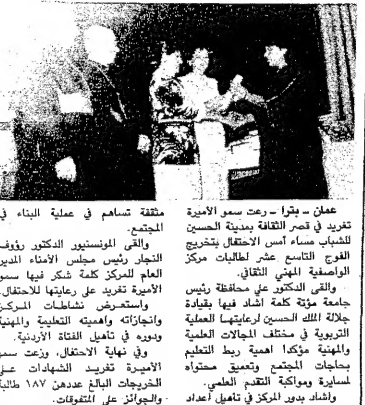 عمان ـ بترا ـ رعت سمو الأميرة
تغريد في قصر الثقافة بمدينة الحسين
للشباب مساء أمس الاحتفال بتخريج
الفوج التاسع عشر لطالبات مركز
الواصفية المهني الثقافي.
والقى الدكتور علي محافظة رئيس
جامعة مؤتة كلمة اشاد فيها بقيادة
جلالة الملك الحسين لرعايتها العملية
التربوية في مختلف المجالات العلمية
والمهنية مؤكدا اهمية ربط التعليم
بحاجات المجتمع وتعميق محتواه
لمسايرة ومواكبة التقدم العلمي.
واشاد بدور المركز في تأهيل أعداد
مثقفة تساهم في عملية البناء في
المجتمع.
والقى المونسنيور الدكتور رؤوف
النجار رئيس مجلس الأمناء المدير
العام للمركز كلمة شكر فيها سمو
الأميرة تغريد على رعايتها للاحتفال.
واستعرض نشاطات المركز
وانجازاته واهميته التعليمية والمهنية
ودوره في تأهيل الفتاة الأردنية.
وفي نهاية الاحتفال، وزعت سمو
الأميرة تغريد الشهادات على
الخريجات البالغ عددهن ١٨٧ طالبة
والجوائز على المتفوقات.